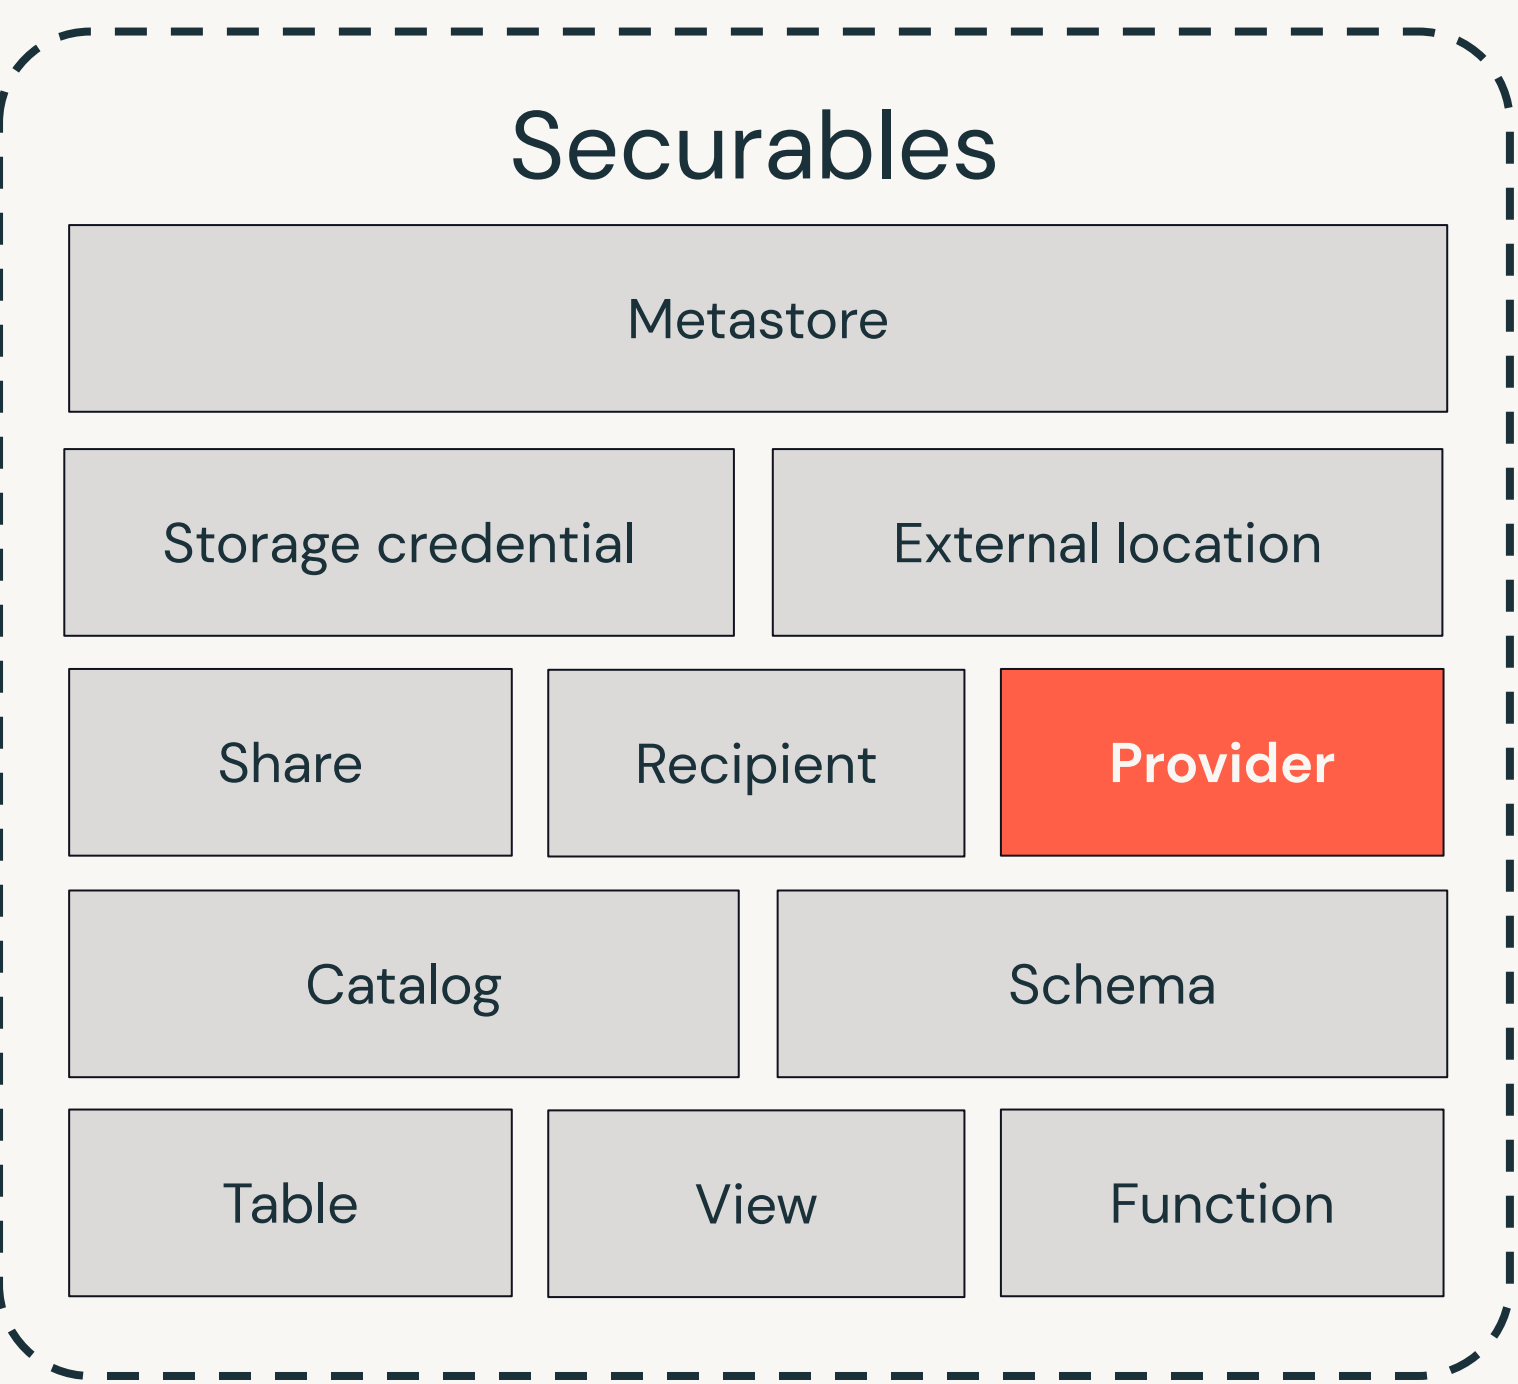 Securables
Metastore
Storage credential
External location
Share
Recipient
Provider
Catalog
Schema
Table
View
Function